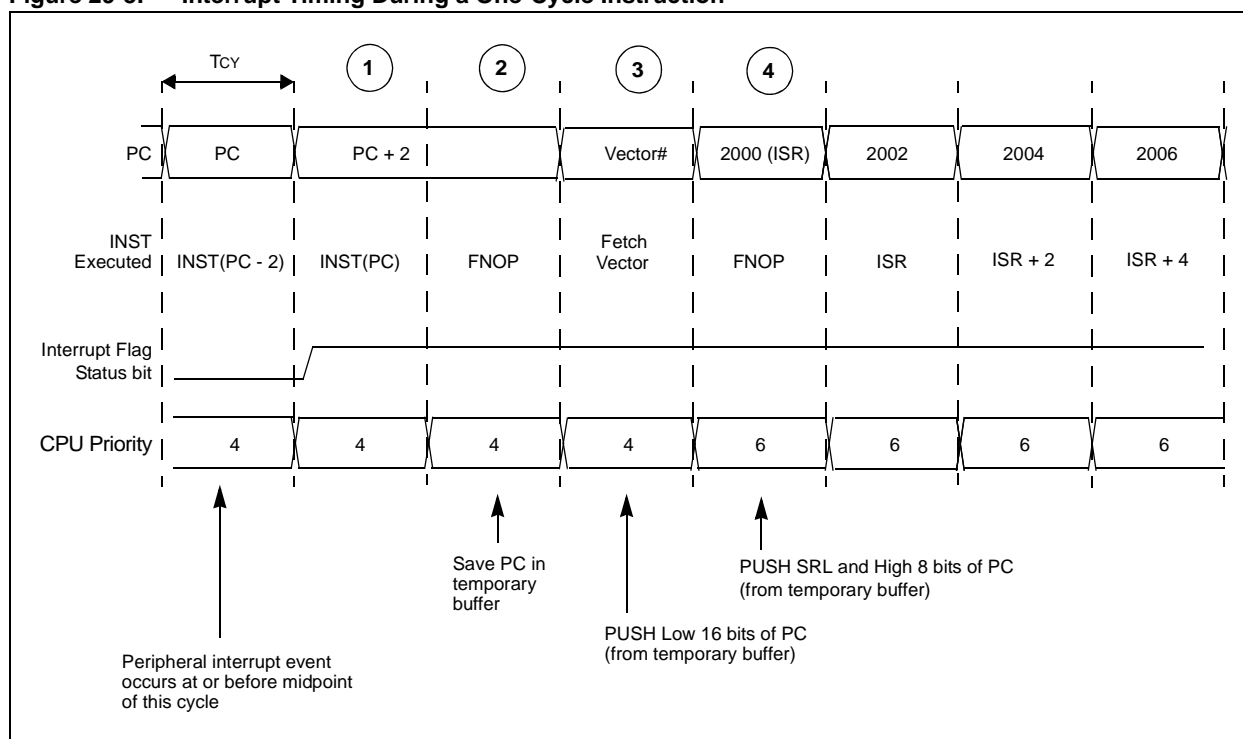 Figure 29-3: Interrupt Timing During a One-Cycle Instruction
TCY
1 2 3 4
PC PC PC + 2 Vector# 2000 (ISR) 2002 2004 2006
INST
Executed
INST(PC - 2) INST(PC) FNOP
Fetch
Vector
FNOP ISR ISR + 2 ISR + 4
Interrupt Flag
Status bit
CPU Priority 4 4 4 4 6 6 6 6
Save PC in
temporary
buffer
PUSH SRL and High 8 bits of PC
(from temporary buffer)
PUSH Low 16 bits of PC
(from temporary buffer)
Peripheral interrupt event
occurs at or before midpoint
of this cycle